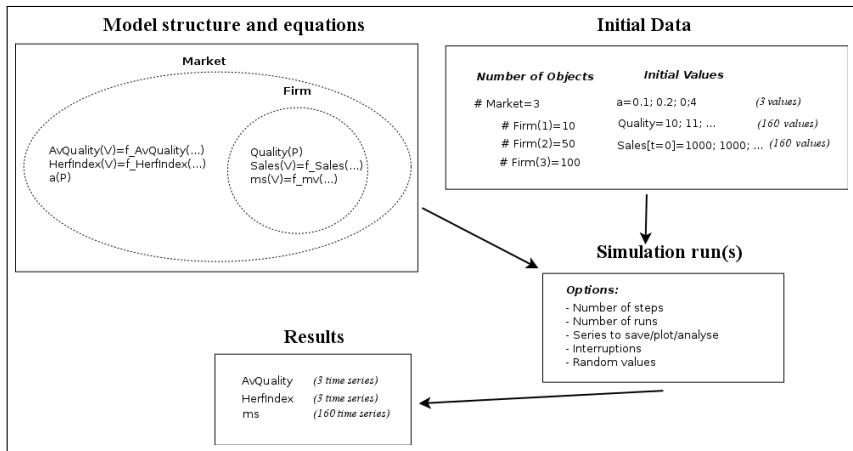 Model structure and equations
Market
Firm
AvQuality(V)=f_AvQuality(...)
HerfIndex(V)=f_HerfIndex(...)
a(P)
Quality(P)
Sales(V)=f_Sales(...)
ms(V)=f_mv(...)
Initial Data
Number of Objects
# Market=3
# Firm(1)=10
# Firm(2)=50
# Firm(3)=100
Initial Values
a=0.1; 0.2; 0;4 (3 values)
Quality=10; 11; ... (160 values)
Sales[t=0]=1000; 1000; ... (160 values)
Simulation run(s)
Options:
- Number of steps
- Number of runs
- Series to save/plot/analyse
- Interruptions
- Random values
Results
AvQuality (3 time series)
HerfIndex (3 time series)
ms (160 time series)